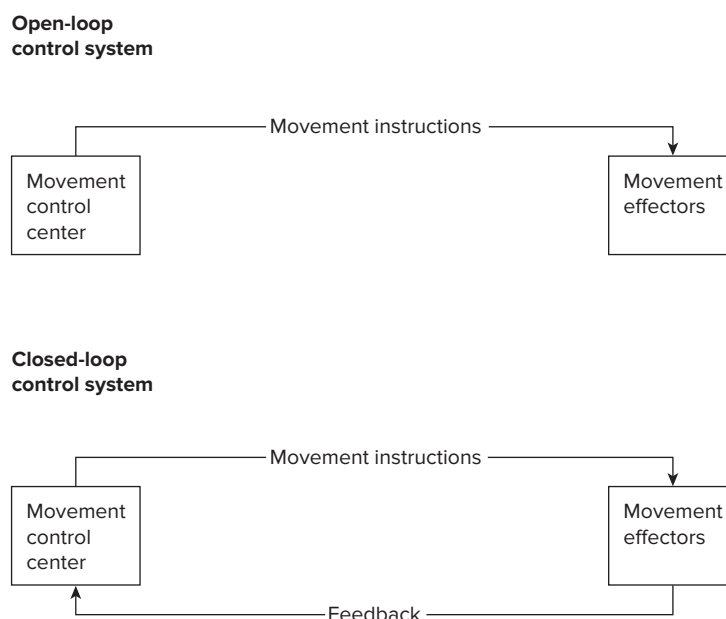 Open-loop
control system
Movement instructions
Movement
control
center
Movement
effectors
Closed-loop
control system
Movement instructions
Movement
control
center
Movement
effectors
Feedback